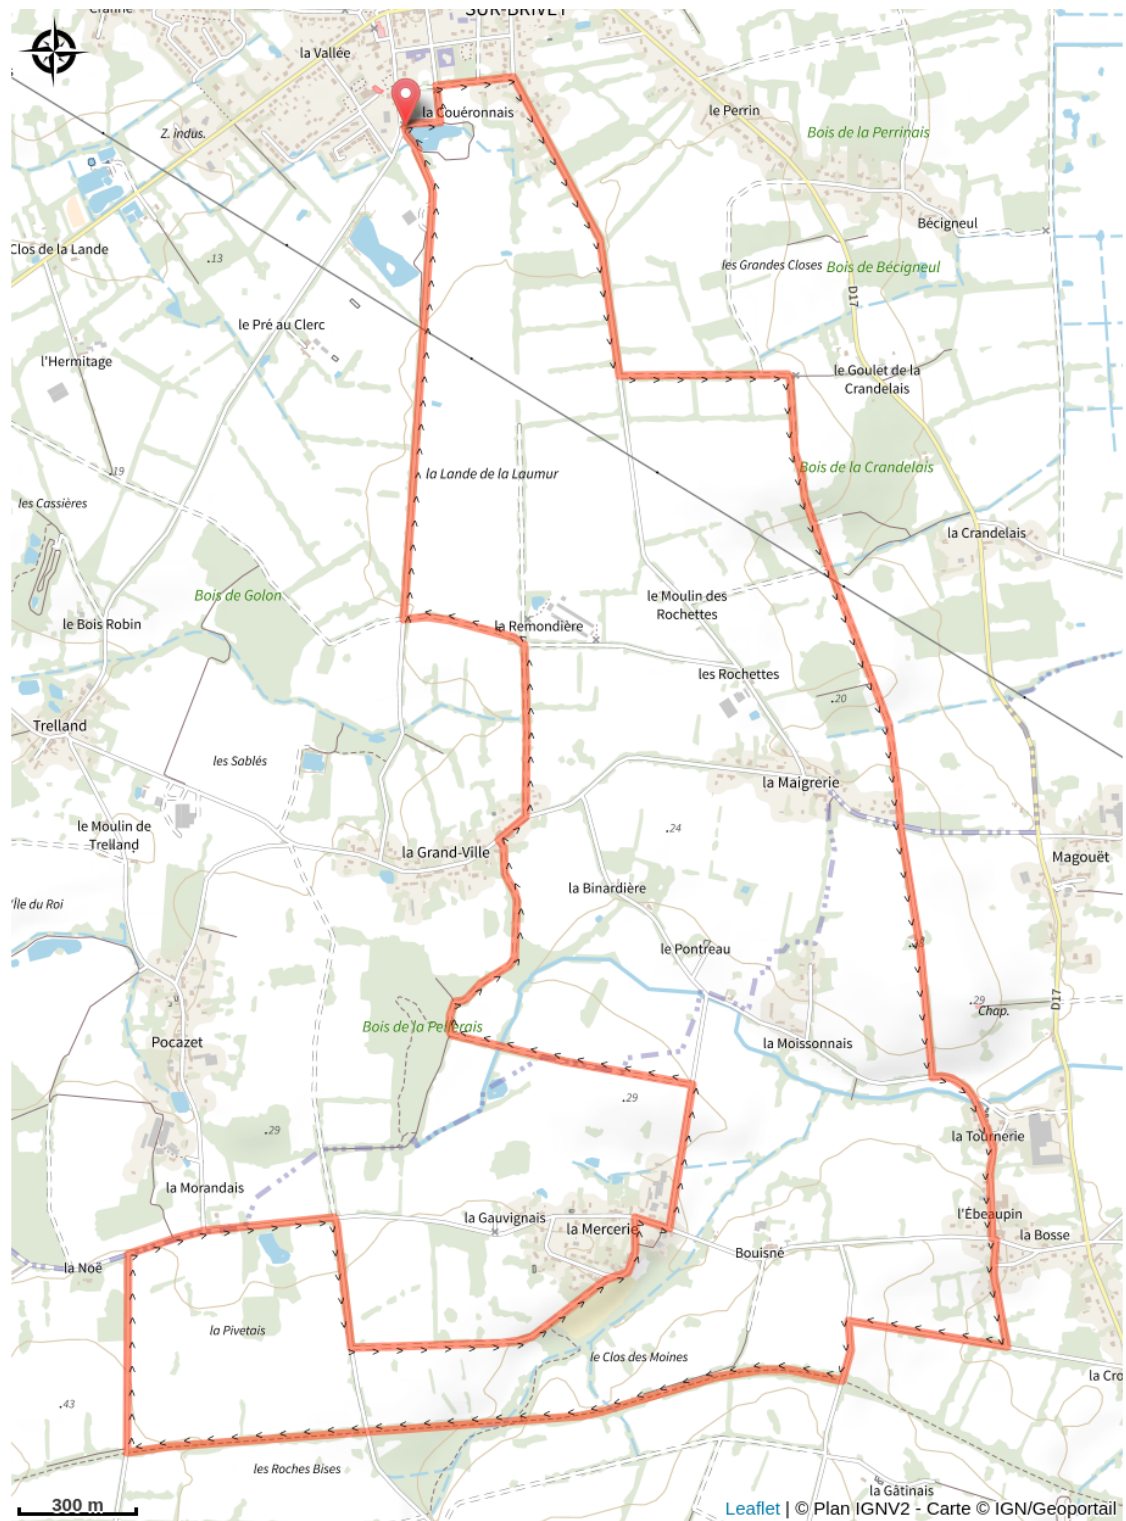 SUR-BRIVET
la Vallée
la Couéronnais
le Perrin
Z. indus.
Bois de la Perrinais
Bécigneul
Clos de la Lande
.13
les Grandes Closes
Bois de Bécigneul
D17
le Pré au Clerc
l'Hermitage
le Goulet de la
Crandelais
.19
la Lande de la Laumur
Bois de la Crandelais
les Cassières
la Crandelais
Bois de Golon
le Moulin des
Rochettes
le Bois Robin
la Remondière
les Rochettes
.20
Trelland
les Sablés
la Maigrerie
le Moulin de
Trelland
.24
la Grand-Ville
Magouët
la Binardière
Île du Roi
le Pontreau
.29
Chap.
D17
Bois de la Pellerais
Pocazet
la Moissonnais
.29
.29
la Tournerie
la Morandais
la Gauvignais
la Mercerie
l'Ébeaupin
la Bosse
Bouisné
la Noë
la Pivetais
le Clos des Moines
la Cro
.43
les Roches Bises
la Gâtinais
300 m
Leaflet | © Plan IGNV2 - Carte © IGN/Geoportail